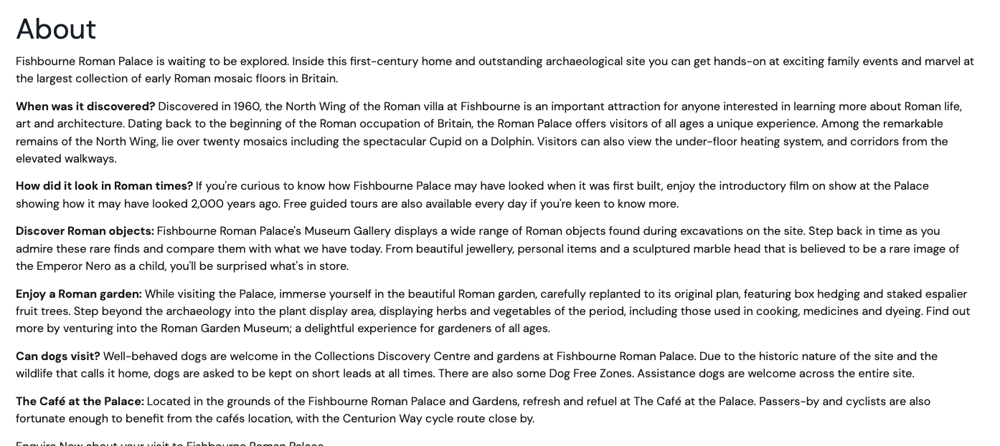 About
Fishbourne Roman Palace is waiting to be explored. Inside this first-century home and outstanding archaeological site you can get hands-on at exciting family events and marvel at
the largest collection of early Roman mosaic floors in Britain.
When was it discovered? Discovered in 1960, the North Wing of the Roman villa at Fishbourne is an important attraction for anyone interested in learning more about Roman life,
art and architecture. Dating back to the beginning of the Roman occupation of Britain, the Roman Palace offers visitors of all ages a unique experience. Among the remarkable
remains of the North Wing, lie over twenty mosaics including the spectacular Cupid on a Dolphin. Visitors can also view the under-floor heating system, and corridors from the
elevated walkways.
How did it look in Roman times? If you're curious to know how Fishbourne Palace may have looked when it was first built, enjoy the introductory film on show at the Palace
showing how it may have looked 2,000 years ago. Free guided tours are also available every day if you're keen to know more.
Discover Roman objects: Fishbourne Roman Palace's Museum Gallery displays a wide range of Roman objects found during excavations on the site. Step back in time as you
admire these rare finds and compare them with what we have today. From beautiful jewellery, personal items and a sculptured marble head that is believed to be a rare image of
the Emperor Nero as a child, you'll be surprised what's in store.
Enjoy a Roman garden: While visiting the Palace, immerse yourself in the beautiful Roman garden, carefully replanted to its original plan, featuring box hedging and staked espalier
fruit trees. Step beyond the archaeology into the plant display area, displaying herbs and vegetables of the period, including those used in cooking, medicines and dyeing. Find out
more by venturing into the Roman Garden Museum; a delightful experience for gardeners of all ages.
Can dogs visit? Well-behaved dogs are welcome in the Collections Discovery Centre and gardens at Fishbourne Roman Palace. Due to the historic nature of the site and the
wildlife that calls it home, dogs are asked to be kept on short leads at all times. There are also some Dog Free Zones. Assistance dogs are welcome across the entire site.
The Café at the Palace: Located in the grounds of the Fishbourne Roman Palace and Gardens, refresh and refuel at The Café at the Palace. Passers-by and cyclists are also
fortunate enough to benefit from the cafés location, with the Centurion Way cycle route close by.
Enquire Now about your visit to Fishbourne Roman Palace